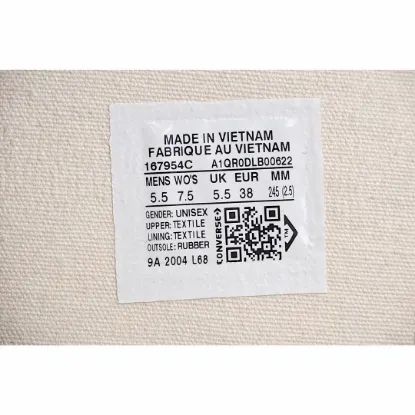 MADE IN VIETNAM
FABRIQUE AU VIETNAM
167954C A1QR0DLB00622
MENS WO'S UK EUR MM
5.5 7.5 5.5 38 245 (2.5)
GENDER: UNISEX
UPPER: TEXTILE
LINING: TEXTILE
OUTSOLE: RUBBER
9A 2004 L68
CONVERSE
TM